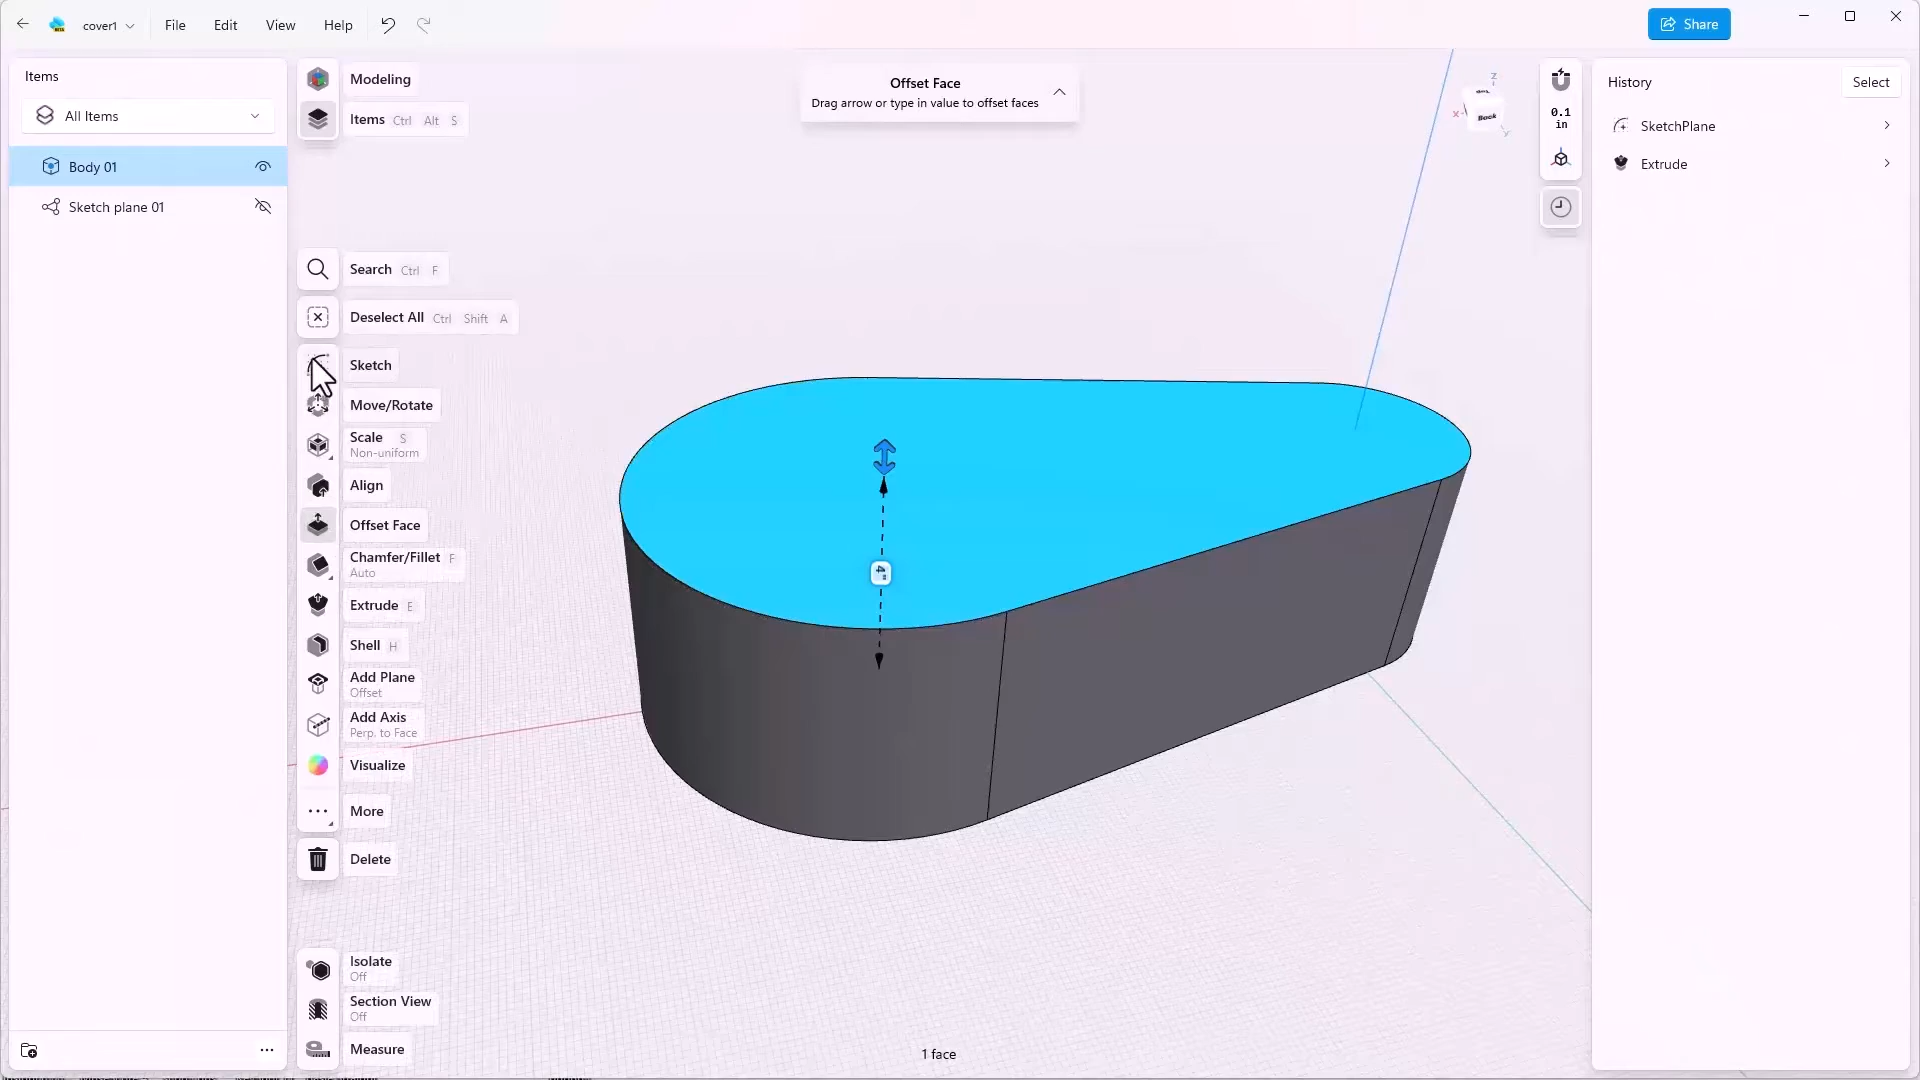 cover1
File
Edit
View
Help
Share
Items
All Items
Body 01
Sketch plane 01
Modeling
Items Ctrl Alt S
Search Ctrl F
Deselect All Ctrl Shift A
Sketch
Move/Rotate
Scale S
Non-uniform
Align
Offset Face
Chamfer/Fillet F
Auto
Extrude E
Shell H
Add Plane
Offset
Add Axis
Perp. to Face
Visualize
More
Delete
Isolate
Off
Section View
Off
Measure
Offset Face
Drag arrow or type in value to offset faces
Z
X
Back
Y
0.1
in
1 face
History
Select
SketchPlane
Extrude